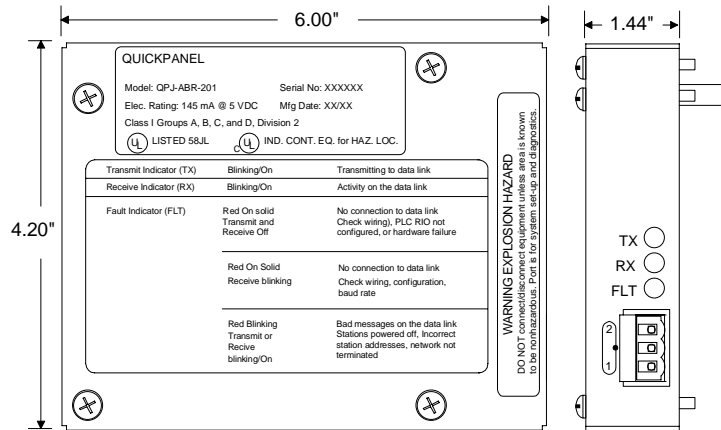 6.00"
1.44"
4.20"
QUICKPANEL
Model: QPJ-ABR-201 Serial No: XXXXXX
Elec. Rating: 145 mA @ 5 VDC Mfg Date: XX/XX
Class I Groups A, B, C, and D, Division 2
UL LISTED 58JL C UL IND. CONT. EQ. for HAZ. LOC.
Transmit Indicator (TX) Blinking/On Transmitting to data link
Receive Indicator (RX) Blinking/On Activity on the data link
Fault Indicator (FLT) Red On solid No connection to data link
Transmit and Check wiring), PLC RIO not
Receive Off configured, or hardware failure
Red On Solid No connection to data link
Receive blinking Check wiring, configuration,
baud rate
Red Blinking Bad messages on the data link
Transmit or Stations powered off, Incorrect
Recive station addresses, network not
blinking/On terminated
WARNING EXPLOSION HAZARD
DO NOT connect/disconnect equipment unless area is known
to be nonhazardous. Port is for system set-up and diagnostics.
TX
RX
FLT
2
1